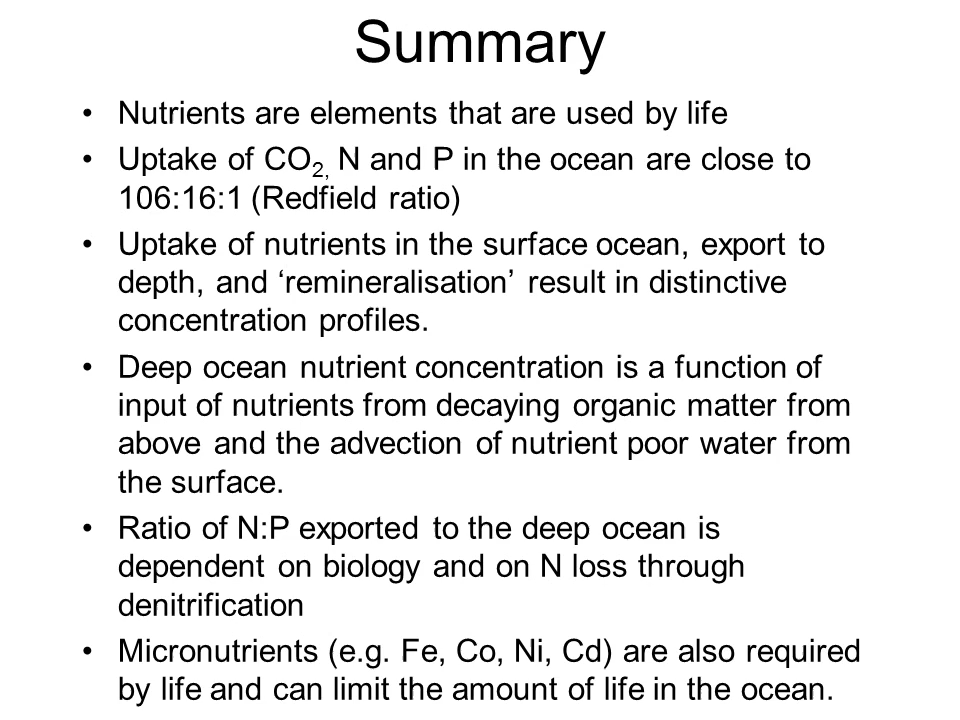 Summary
• Nutrients are elements that are used by life
• Uptake of CO2, N and P in the ocean are close to
106:16:1 (Redfield ratio)
• Uptake of nutrients in the surface ocean, export to
depth, and ‘remineralisation’ result in distinctive
concentration profiles.
• Deep ocean nutrient concentration is a function of
input of nutrients from decaying organic matter from
above and the advection of nutrient poor water from
the surface.
• Ratio of N:P exported to the deep ocean is
dependent on biology and on N loss through
denitrification
• Micronutrients (e.g. Fe, Co, Ni, Cd) are also required
by life and can limit the amount of life in the ocean.